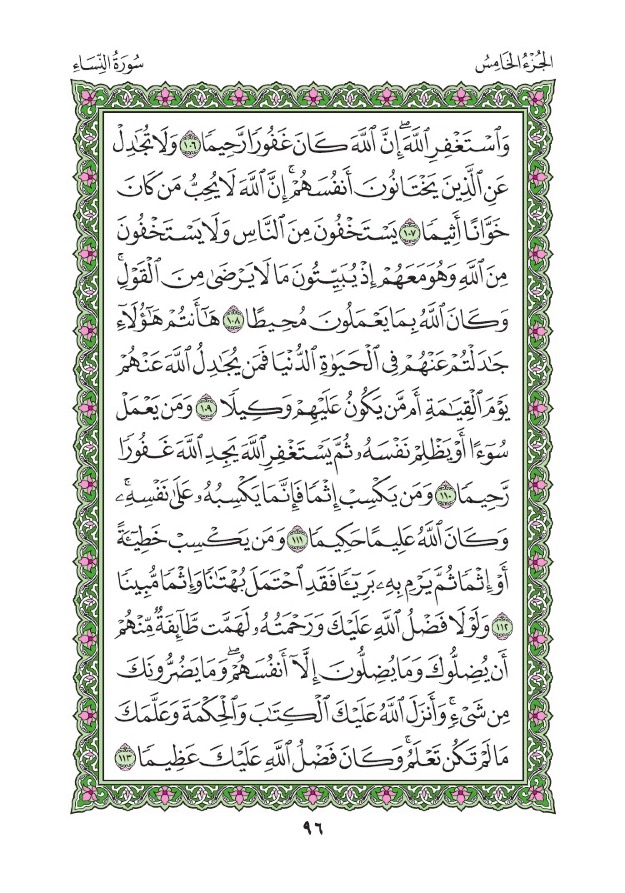 الجُزْءُ الخَامِسُ
سُورَةُ النِّسَاءِ
وَٱسْتَغْفِرِ ٱللَّهَۖ إِنَّ ٱللَّهَ كَانَ غَفُورًا رَّحِيمًا ١٠٦ وَلَا تُجَٰدِلْ
عَنِ ٱلَّذِينَ يَخْتَانُونَ أَنفُسَهُمْۚ إِنَّ ٱللَّهَ لَا يُحِبُّ مَن كَانَ
خَوَّانًا أَثِيمًا ١٠٧ يَسْتَخْفُونَ مِنَ ٱلنَّاسِ وَلَا يَسْتَخْفُونَ
مِنَ ٱللَّهِ وَهُوَ مَعَهُمْ إِذْ يُبَيِّتُونَ مَا لَا يَرْضَىٰ مِنَ ٱلْقَوْلِۚ
وَكَانَ ٱللَّهُ بِمَا يَعْمَلُونَ مُحِيطًا ١٠٨ هَٰٓأَنتُمْ هَٰٓؤُلَآءِ
جَٰدَلْتُمْ عَنْهُمْ فِى ٱلْحَيَوٰةِ ٱلدُّنْيَا فَمَن يُجَٰدِلُ ٱللَّهَ عَنْهُمْ
يَوْمَ ٱلْقِيَٰمَةِ أَم مَّن يَكُونُ عَلَيْهِمْ وَكِيلًا ١٠٩ وَمَن يَعْمَلْ
سُوٓءًا أَوْ يَظْلِمْ نَفْسَهُۥ ثُمَّ يَسْتَغْفِرِ ٱللَّهَ يَجِدِ ٱللَّهَ غَفُورًا
رَّحِيمًا ١١٠ وَمَن يَكْسِبْ إِثْمًا فَإِنَّمَا يَكْسِبُهُۥ عَلَىٰ نَفْسِهِۦۚ
وَكَانَ ٱللَّهُ عَلِيمًا حَكِيمًا ١١١ وَمَن يَكْسِبْ خَطِيٓـَٔةً
أَوْ إِثْمًا ثُمَّ يَرْمِ بِهِۦ بَرِيٓـًٔا فَقَدِ ٱحْتَمَلَ بُهْتَٰنًا وَإِثْمًا مُّبِينًا
١١٢ وَلَوْلَا فَضْلُ ٱللَّهِ عَلَيْكَ وَرَحْمَتُهُۥ لَهَمَّت طَّآئِفَةٌ مِّنْهُمْ
أَن يُضِلُّوكَ وَمَا يُضِلُّونَ إِلَّآ أَنفُسَهُمْۖ وَمَا يَضُرُّونَكَ
مِن شَىْءٍۚ وَأَنزَلَ ٱللَّهُ عَلَيْكَ ٱلْكِتَٰبَ وَٱلْحِكْمَةَ وَعَلَّمَكَ
مَا لَمْ تَكُن تَعْلَمُۚ وَكَانَ فَضْلُ ٱللَّهِ عَلَيْكَ عَظِيمًا ١١٣
٩٦